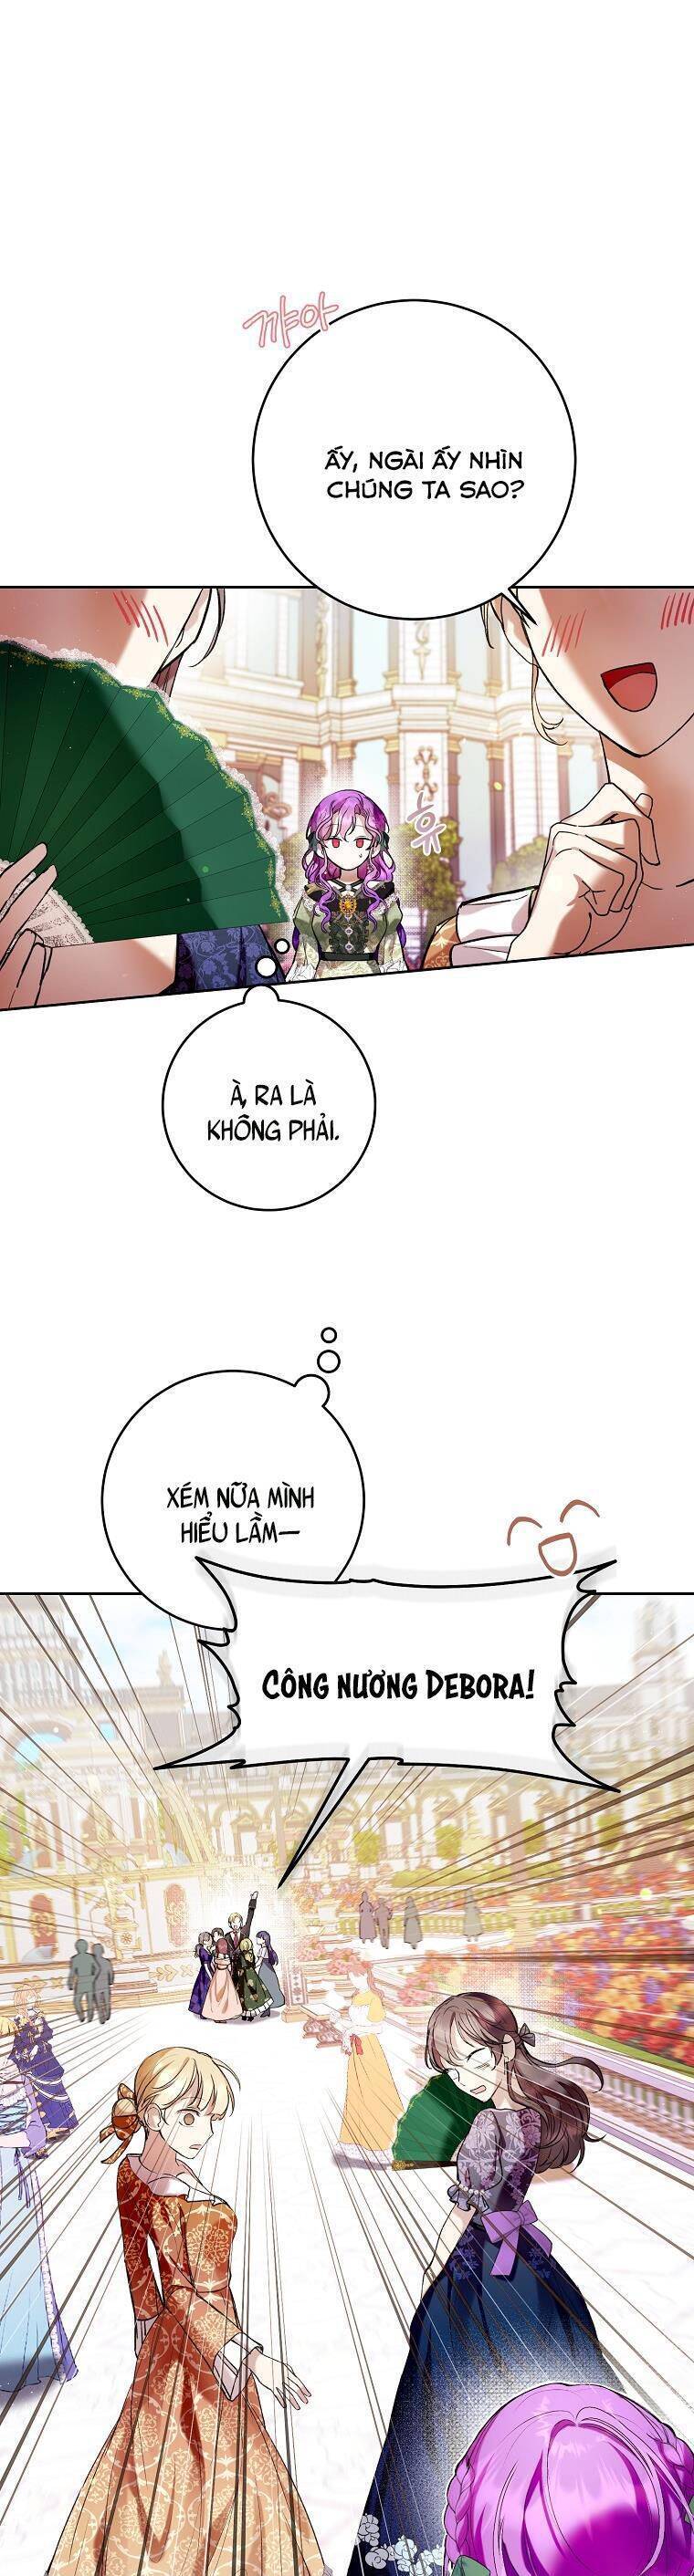 꺄아
ẤY, NGÀI ẤY NHÌN
CHÚNG TA SAO?
휴
À, RA LÀ
KHÔNG PHẢI.
XÉM NỮA MÌNH
HIỂU LẦM—
CÔNG NƯƠNG DEBORA!